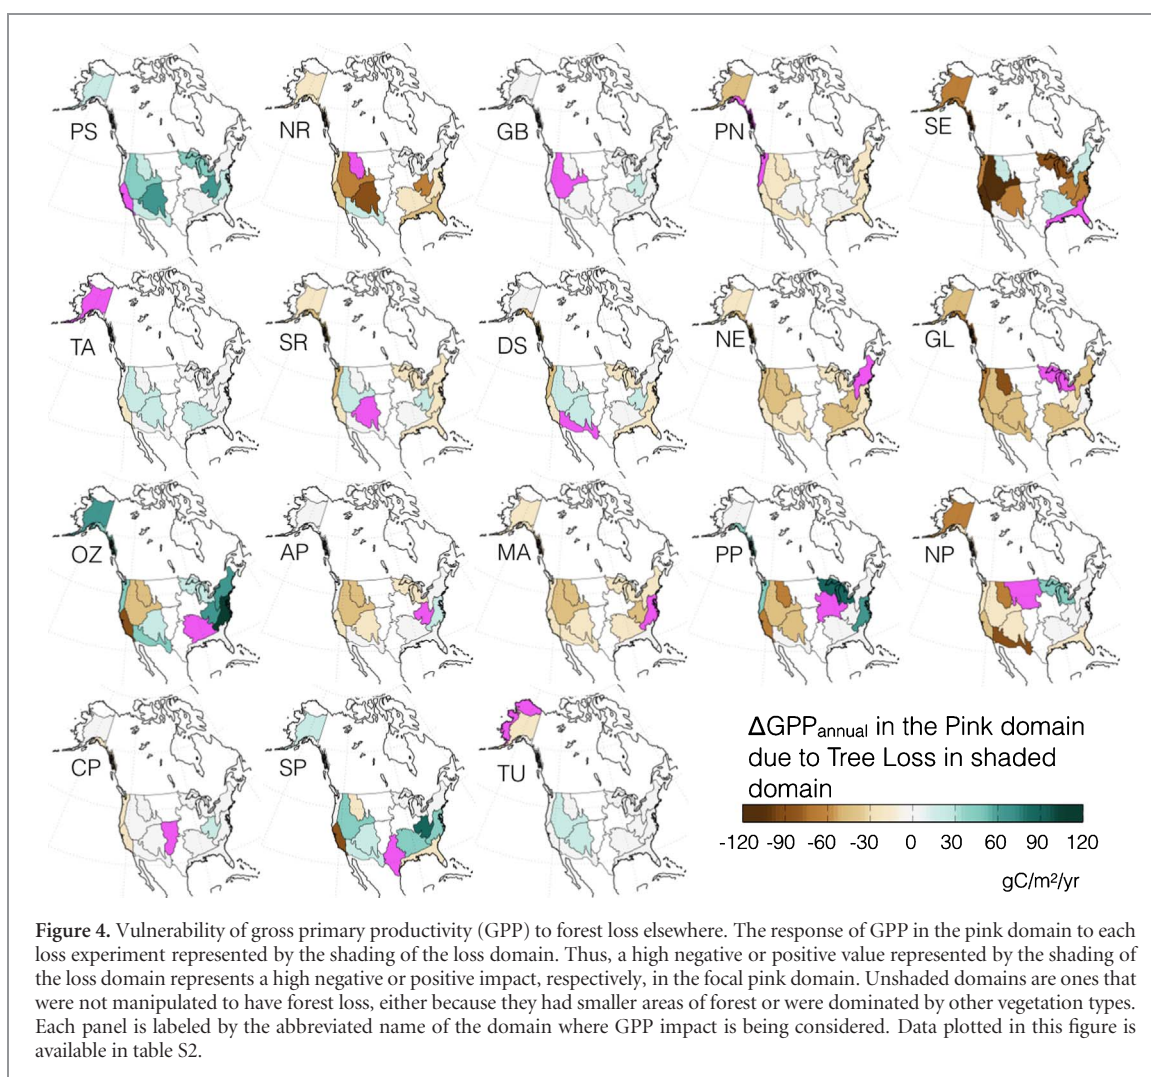 PS
NR
GB
PN
SE
TA
SR
DS
NE
GL
OZ
AP
MA
PP
NP
CP
SP
TU
ΔGPPannual in the Pink domain
due to Tree Loss in shaded
domain
-120 -90 -60 -30 0 30 60 90 120
gC/m²/yr
Figure 4. Vulnerability of gross primary productivity (GPP) to forest loss elsewhere. The response of GPP in the pink domain to each
loss experiment represented by the shading of the loss domain. Thus, a high negative or positive value represented by the shading of
the loss domain represents a high negative or positive impact, respectively, in the focal pink domain. Unshaded domains are ones that
were not manipulated to have forest loss, either because they had smaller areas of forest or were dominated by other vegetation types.
Each panel is labeled by the abbreviated name of the domain where GPP impact is being considered. Data plotted in this figure is
available in table S2.